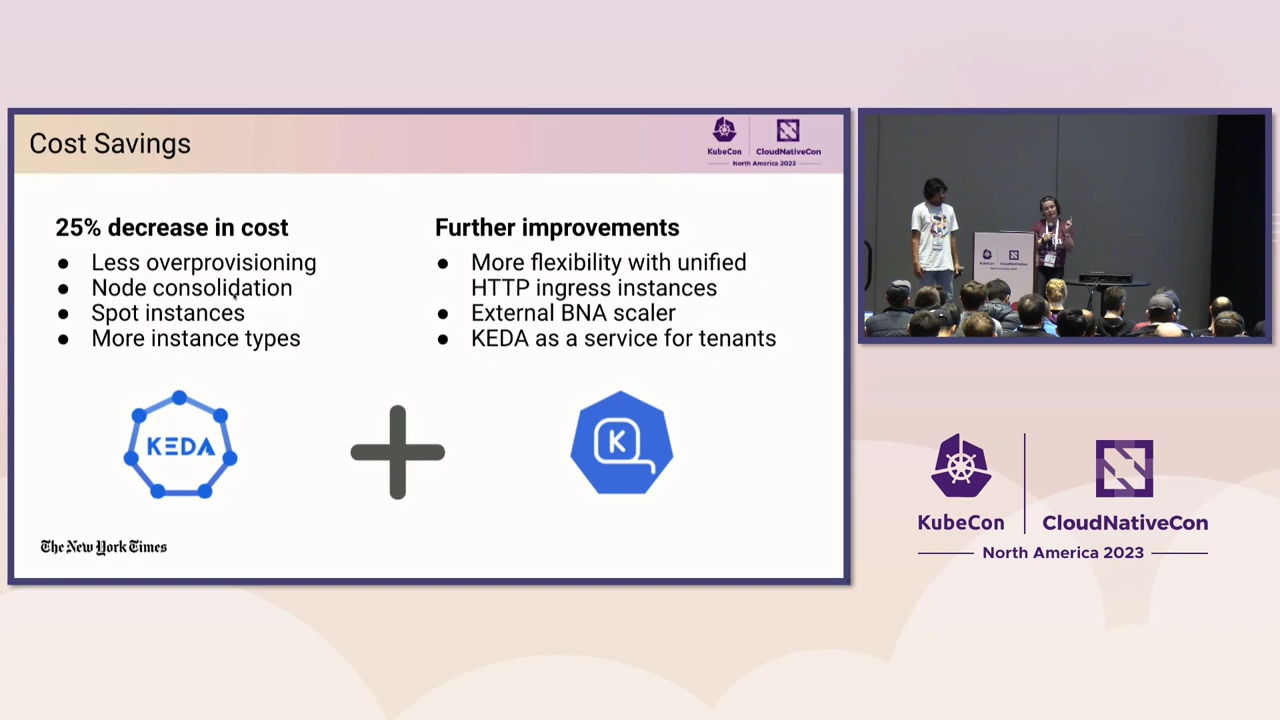 Cost Savings
KubeCon
CloudNativeCon
North America 2023
25% decrease in cost
● Less overprovisioning
● Node consolidation
● Spot instances
● More instance types
Further improvements
● More flexibility with unified
HTTP ingress instances
● External BNA scaler
● KEDA as a service for tenants
KEDA
K
The New York Times
KubeCon
CloudNativeCon
North America 2023